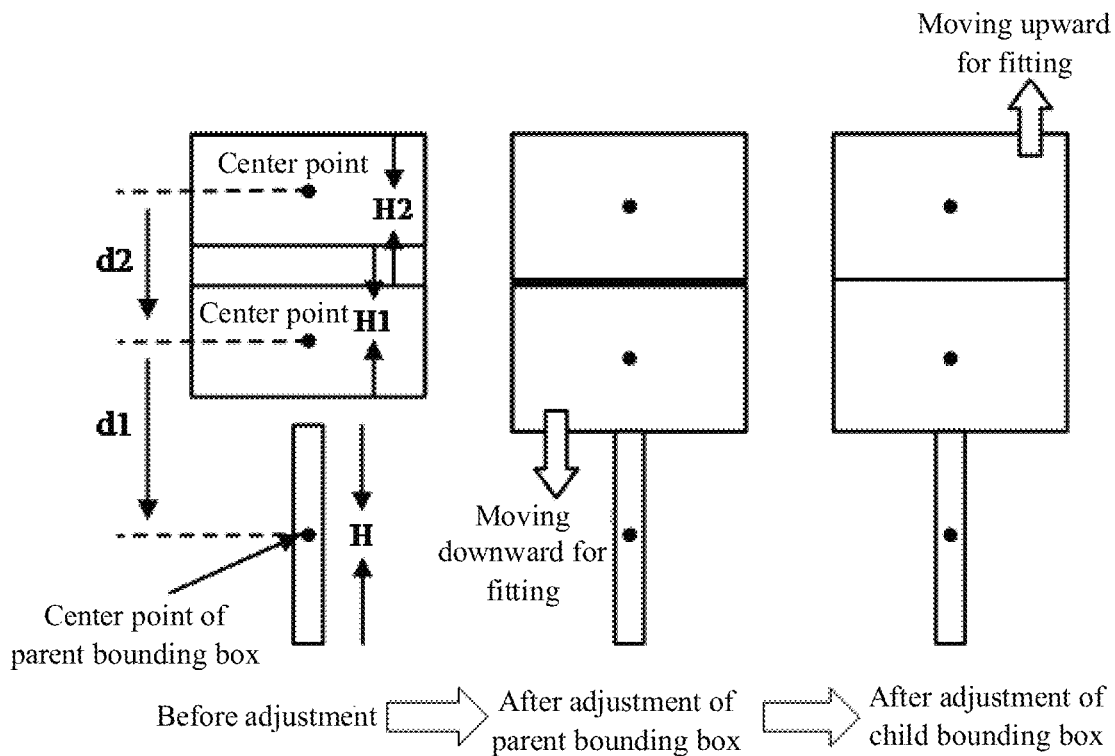 Moving upward
for fitting
Center point
H2
d2
Center point
H1
d1
H
Moving
downward for
fitting
Center point of
parent bounding box
Before adjustment
After adjustment of
parent bounding box
After adjustment of
child bounding box